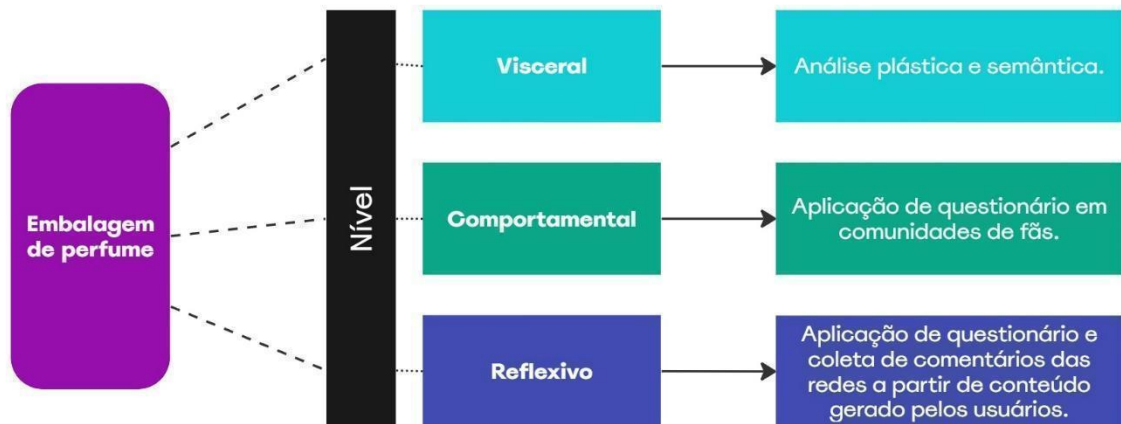 Embalagem
de perfume
Nível
Visceral
Análise plástica e semântica.
Comportamental
Aplicação de questionário em
comunidades de fãs.
Reflexivo
Aplicação de questionário e
coleta de comentários das
redes a partir de conteúdo
gerado pelos usuários.